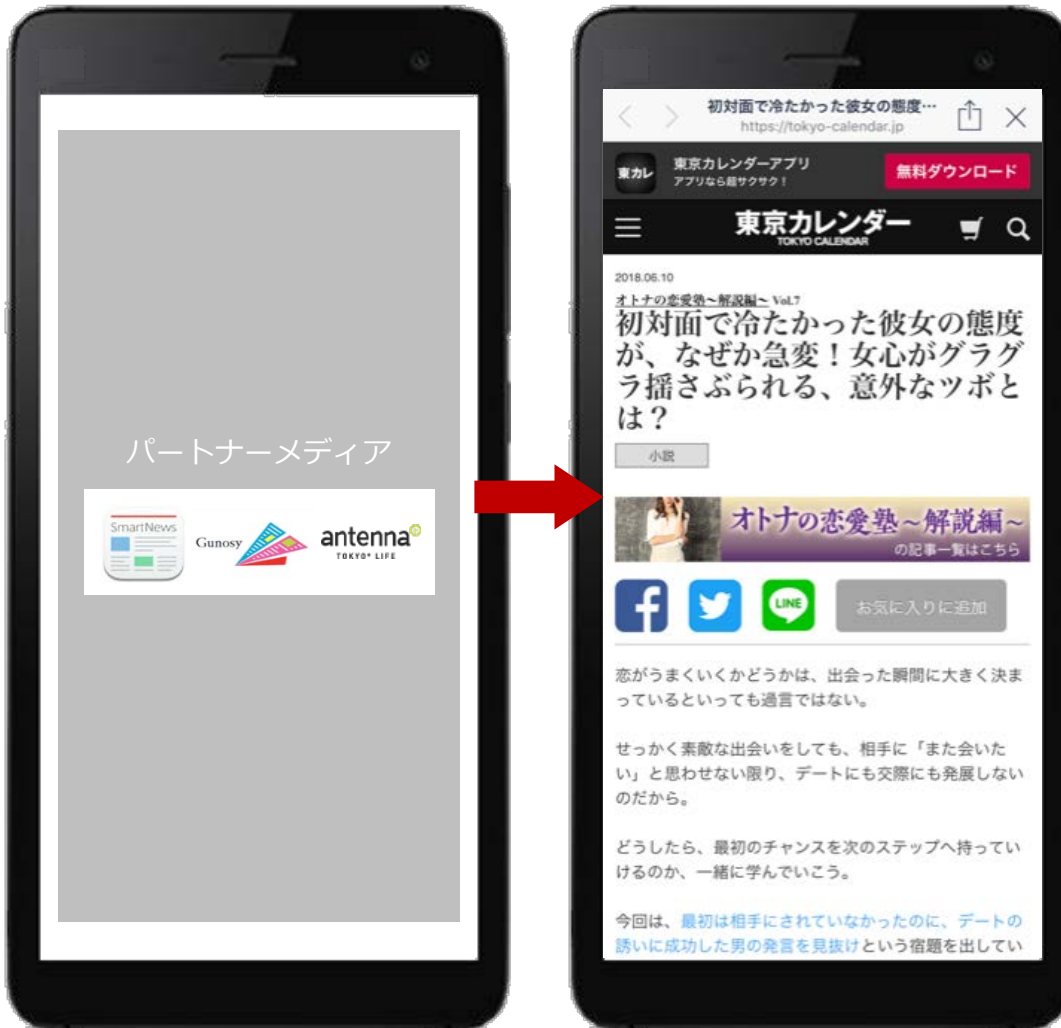 パートナーメディア
SmartNews
Gunosy
antenna
TOKYO* LIFE
初対面で冷たかった彼女の態度…
https://tokyo-calendar.jp
東カレ
東京カレンダーアプリ
アプリなら超サクサク！
無料ダウンロード
東京カレンダー
TOKYO CALENDAR
2018.06.10
オトナの恋愛塾～解説編～ Vol.7
初対面で冷たかった彼女の態度
が、なぜか急変！女心がグラグ
ラ揺さぶられる、意外なツボと
は？
小説
オトナの恋愛塾～解説編～
の記事一覧はこちら
LINE
お気に入りに追加
恋がうまくいくかどうかは、出会った瞬間に大きく決ま
っているといっても過言ではない。
せっかく素敵な出会いをしても、相手に「また会いた
い」と思わせない限り、デートにも交際にも発展しない
のだから。
どうしたら、最初のチャンスを次のステップへ持ってい
けるのか、一緒に学んでいこう。
今回は、最初は相手にされていなかったのに、デートの
誘いに成功した男の発言を見抜けという宿題を出してい